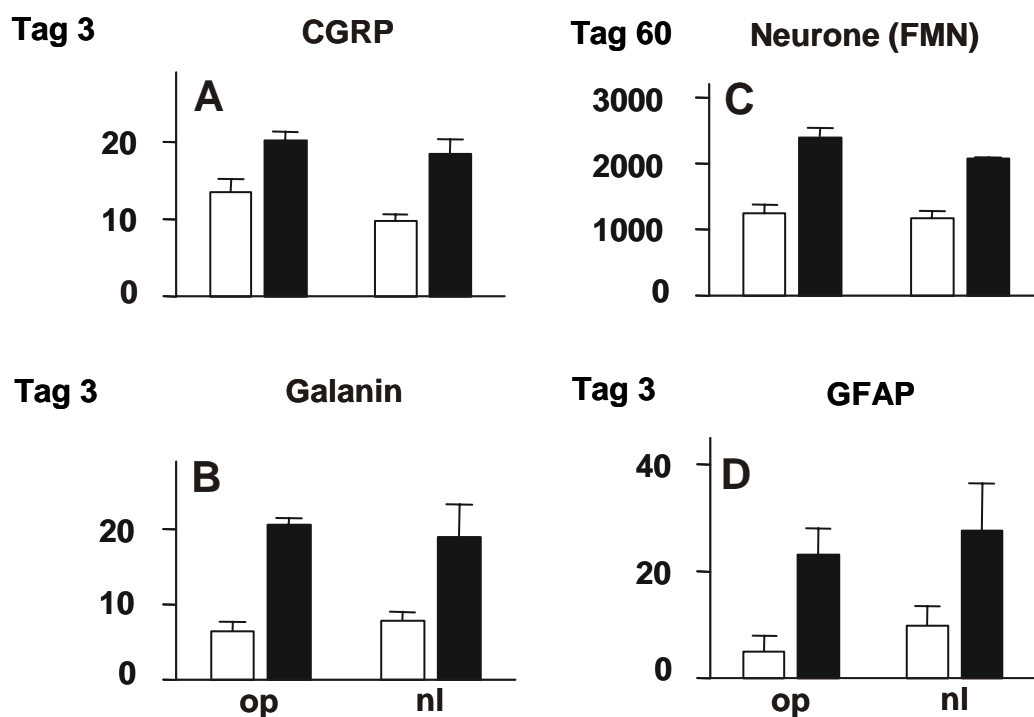 Tag 3 CGRP
A
20
10
0
Tag 60 Neurone (FMN)
C
3000
2000
1000
0
Tag 3 Galanin
B
20
10
0
op nl
Tag 3 GFAP
D
40
20
0
op nl